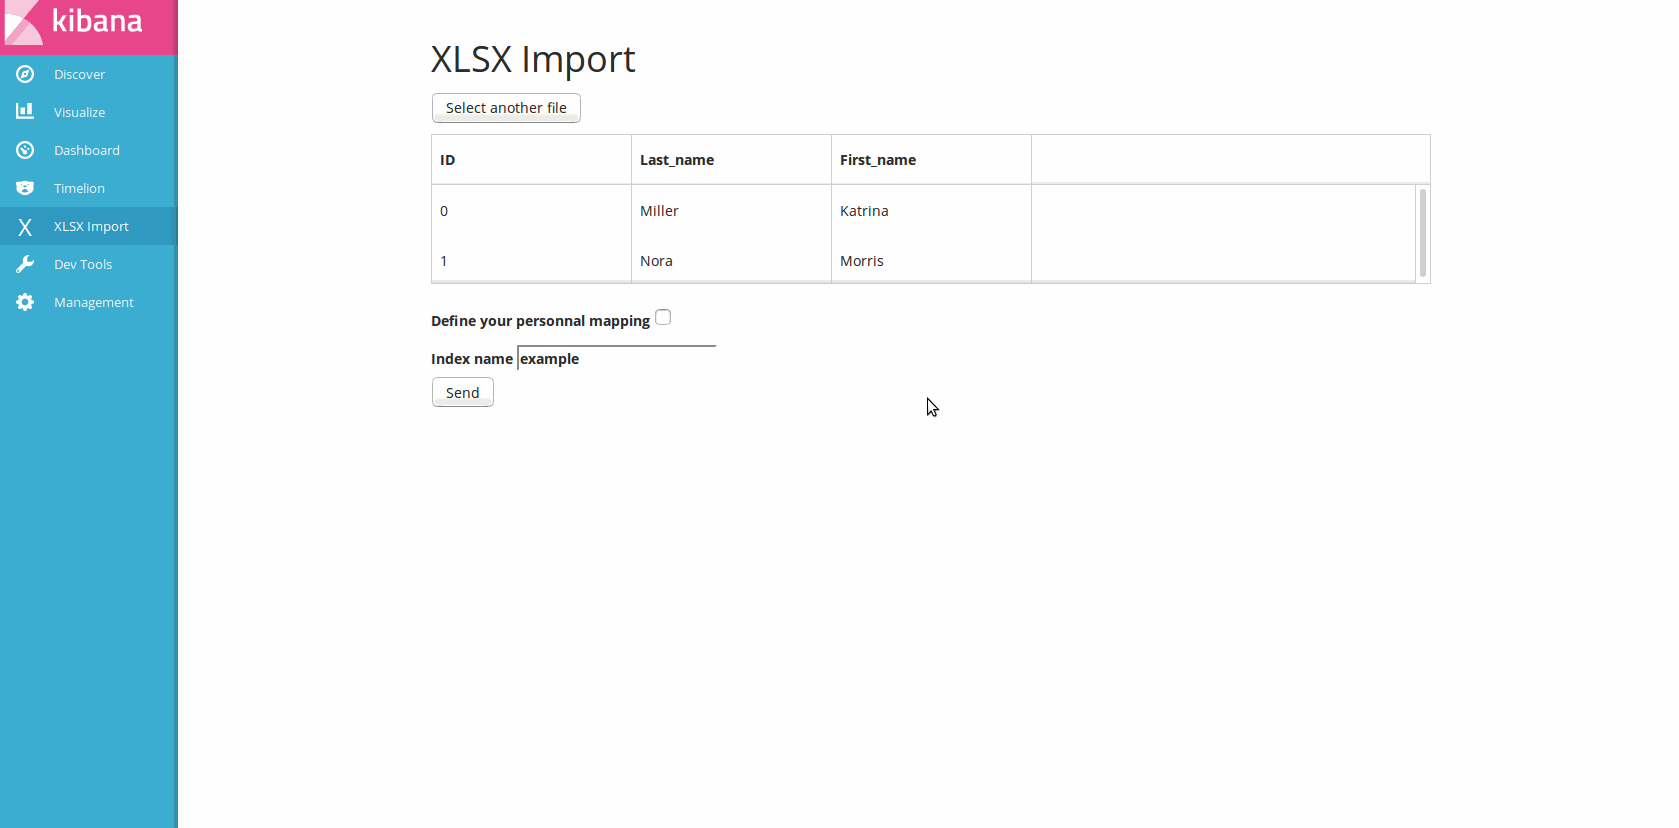 kibana
Discover
Visualize
Dashboard
Timelion
XLSX Import
Dev Tools
Management
XLSX Import
Select another file
ID Last_name First_name
0 Miller Katrina
1 Nora Morris
Define your personnal mapping
Index name example
Send